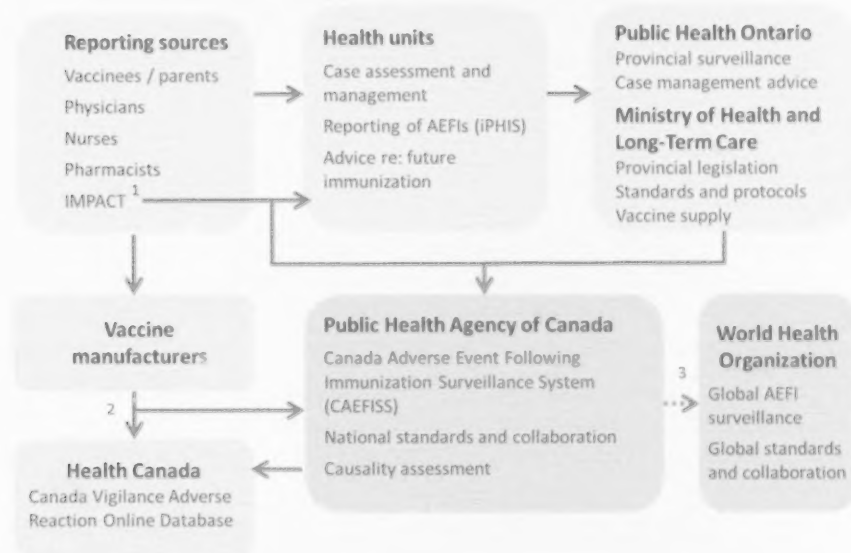 Reporting sources
Vaccinees / parents
Physicians
Nurses
Pharmacists
IMPACT 1
Health units
Case assessment and
management
Reporting of AEFIs (iPHIS)
Advice re: future
immunization
Public Health Ontario
Provincial surveillance
Case management advice
Ministry of Health and
Long-Term Care
Provincial legislation
Standards and protocols
Vaccine supply
Vaccine
manufacturers
2
Health Canada
Canada Vigilance Adverse
Reaction Online Database
Public Health Agency of Canada
Canada Adverse Event Following
Immunization Surveillance System
(CAEFISS)
National standards and collaboration
Causality assessment
3
World Health
Organization
Global AEFI
surveillance
Global standards
and collaboration